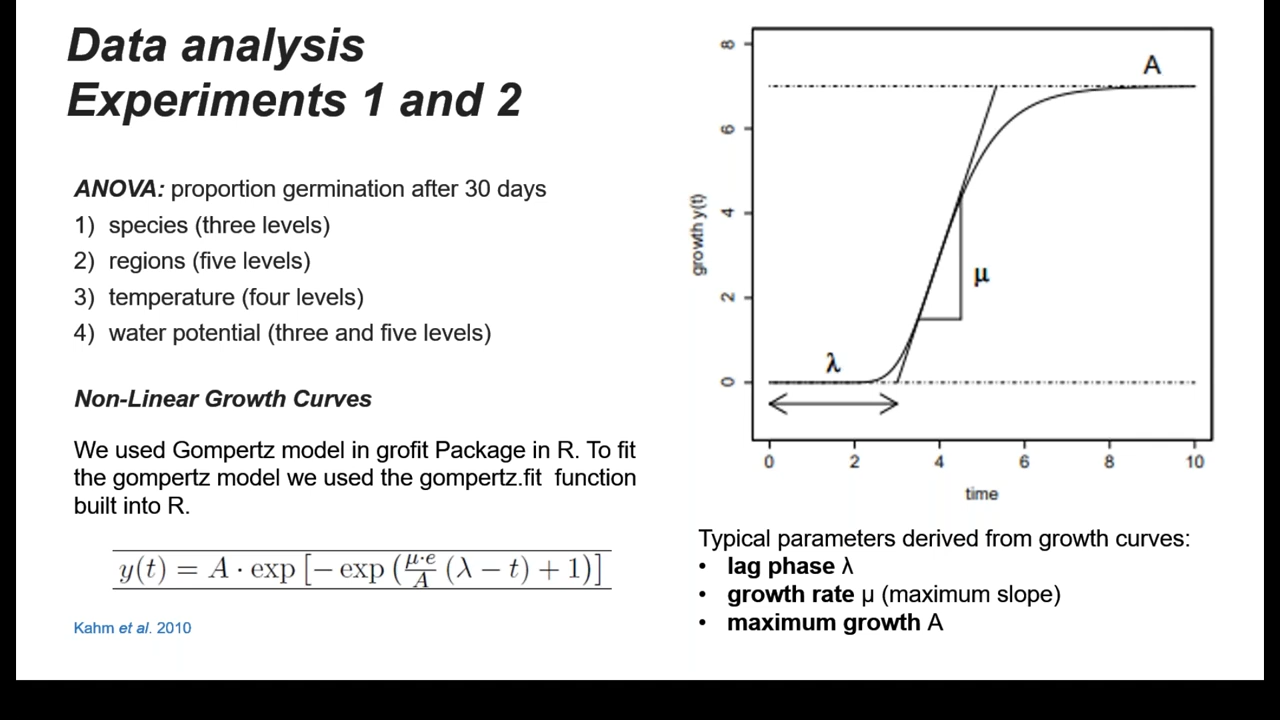 Data analysis
Experiments 1 and 2
ANOVA: proportion germination after 30 days
1) species (three levels)
2) regions (five levels)
3) temperature (four levels)
4) water potential (three and five levels)
Non-Linear Growth Curves
We used Gompertz model in grofit Package in R. To fit
the gompertz model we used the gompertz.fit function
built into R.
y(t) = A · exp [− exp (μ·e/A (λ − t) + 1)]
Kahm et al. 2010
growth y(t)
8
6
4
2
0
A
μ
λ
0 2 4 6 8 10
time
Typical parameters derived from growth curves:
• lag phase λ
• growth rate μ (maximum slope)
• maximum growth A